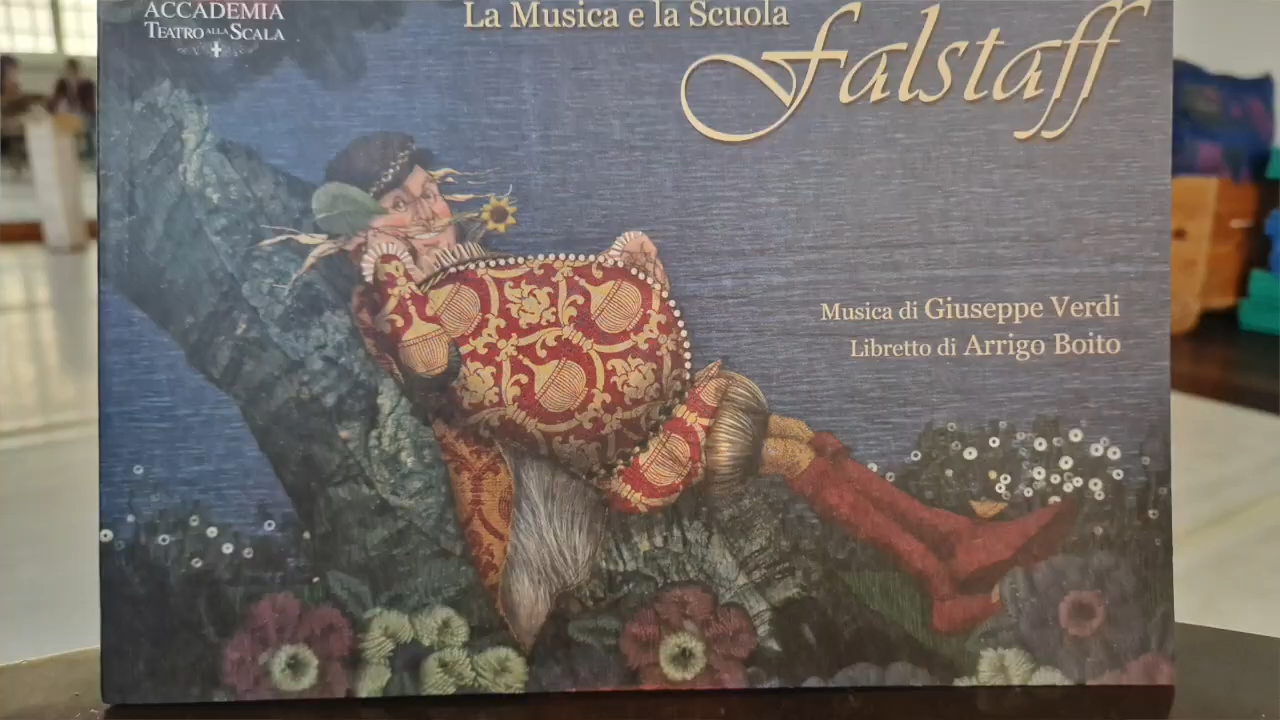 ACCADEMIA
TEATRO ALLA SCALA
La Musica e la Scuola
Falstaff
Musica di Giuseppe Verdi
Libretto di Arrigo Boito